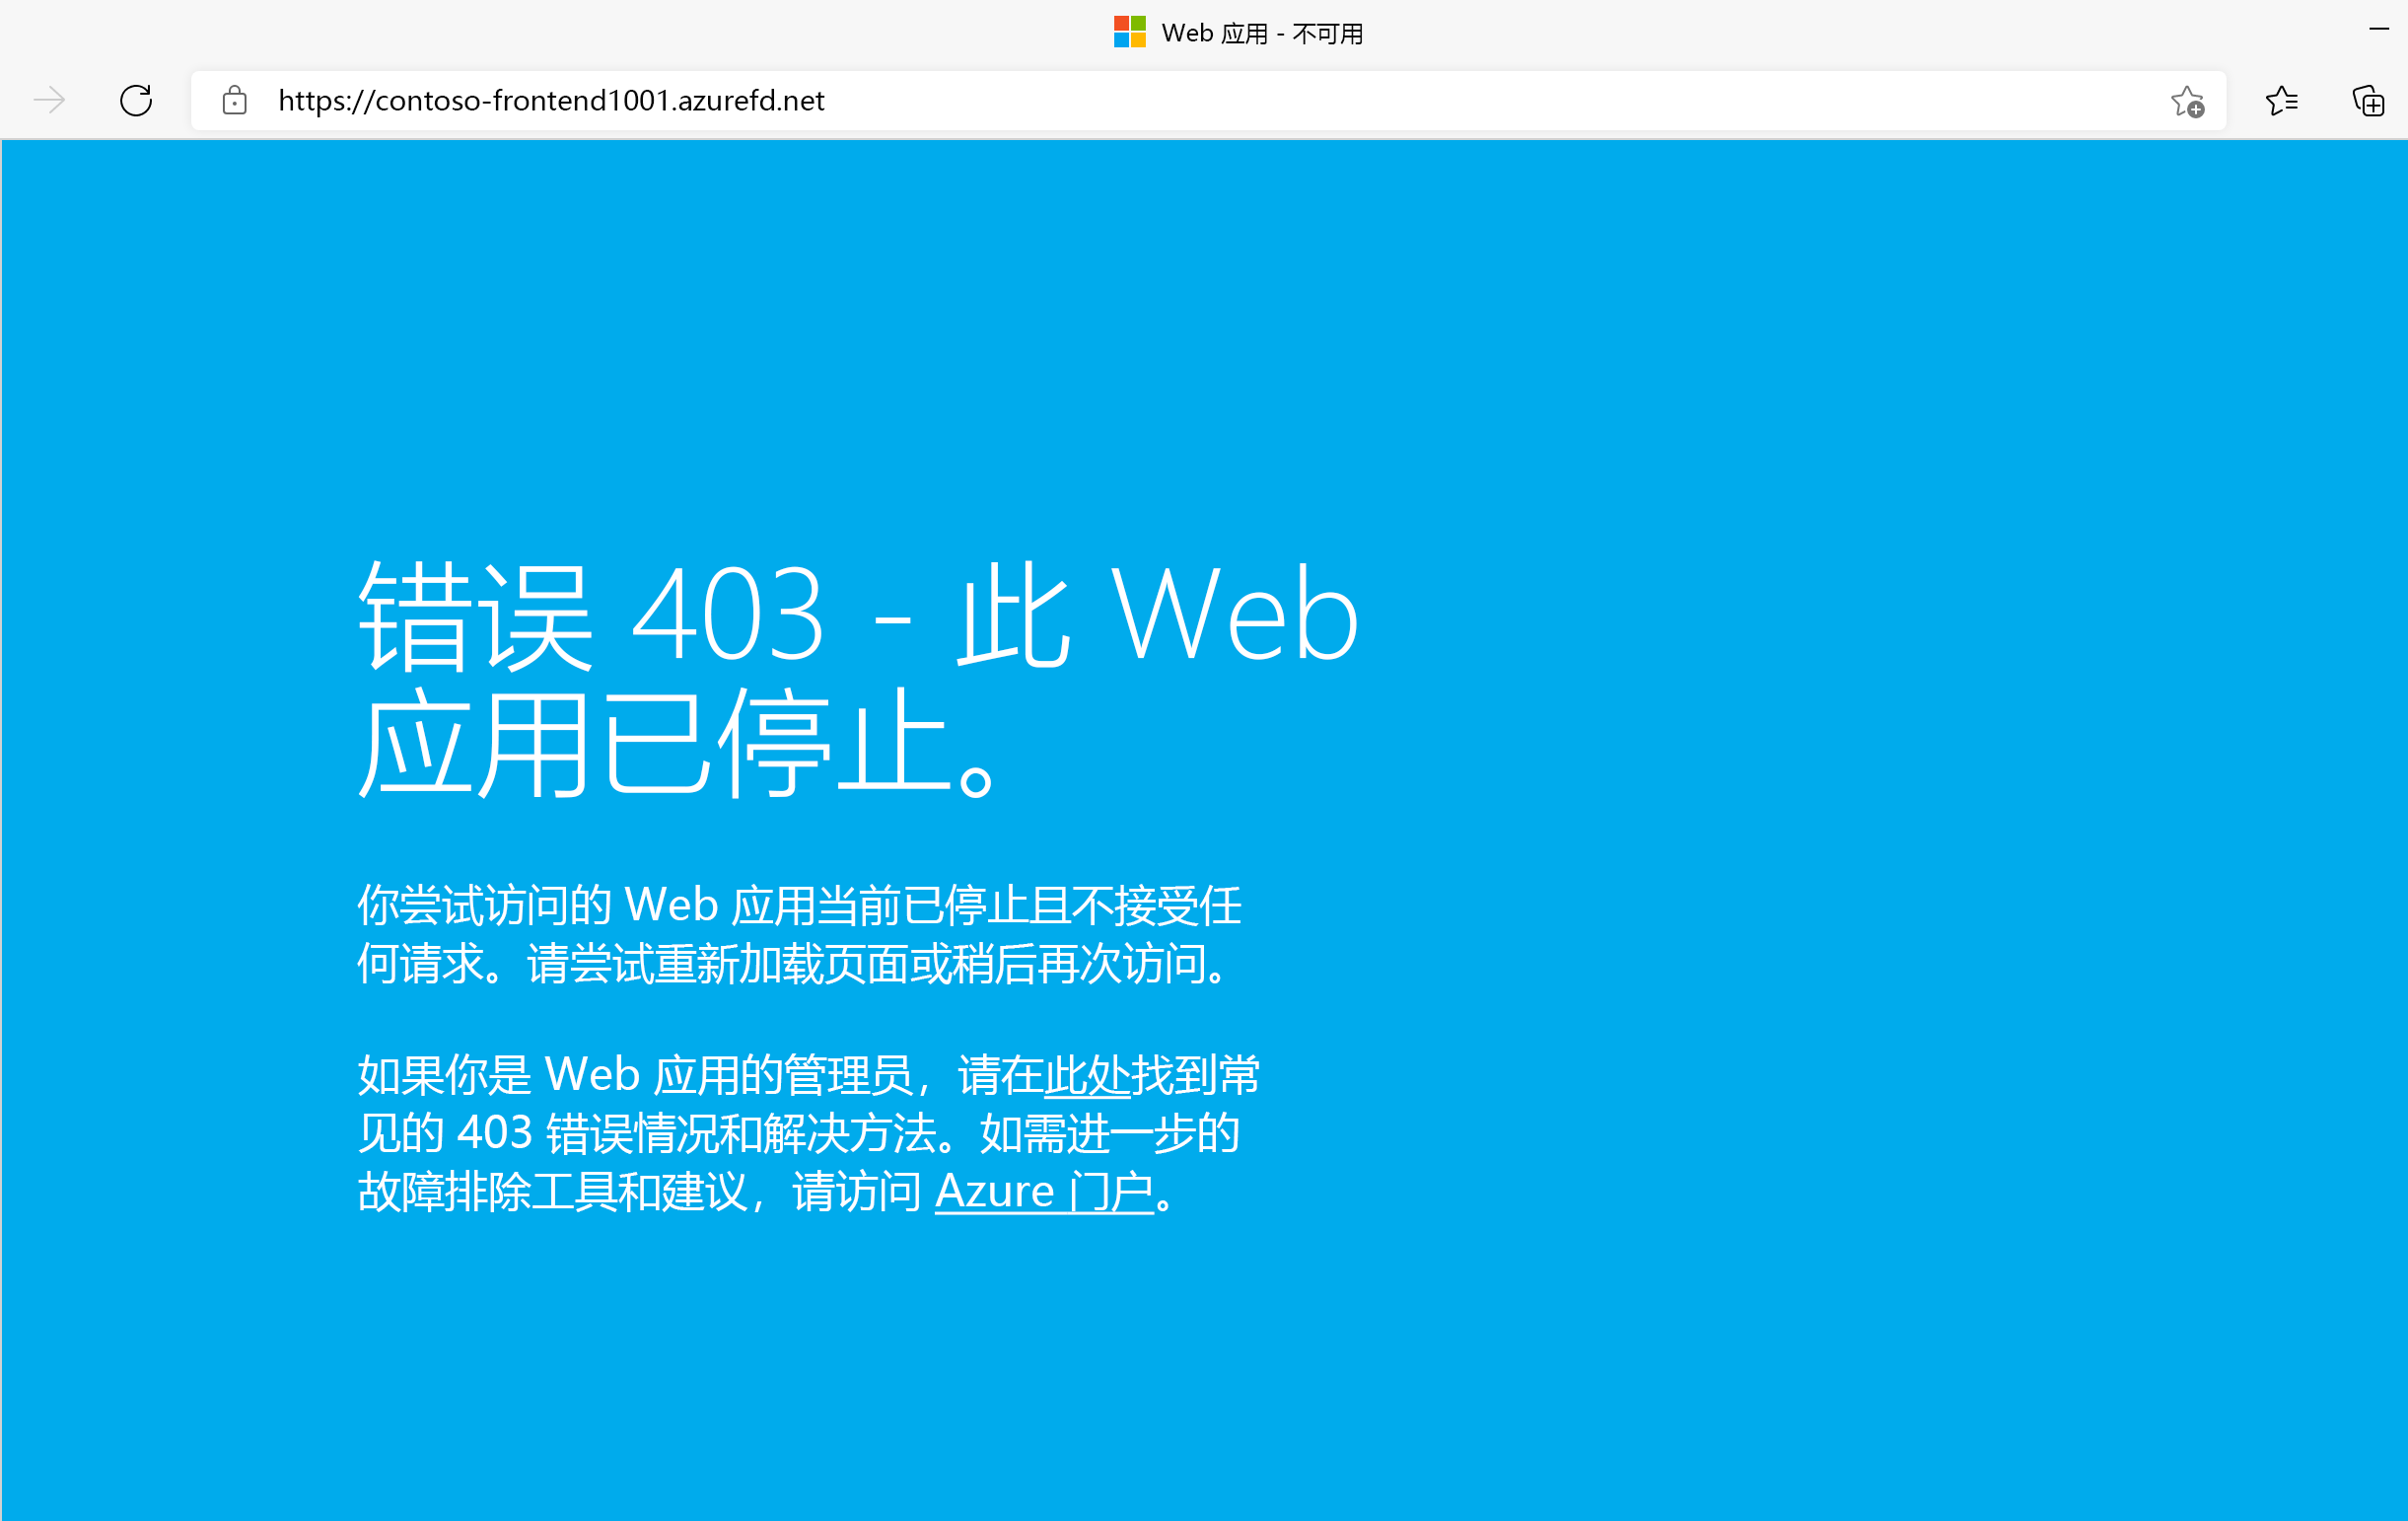 Web 应用 - 不可用
https://contoso-frontend1001.azurefd.net
错误 403 - 此 Web
应用已停止。
你尝试访问的 Web 应用当前已停止且不接受任
何请求。请尝试重新加载页面或稍后再次访问。
如果你是 Web 应用的管理员，请在此处找到常
见的 403 错误情况和解决方法。如需进一步的
故障排除工具和建议，请访问 Azure 门户。